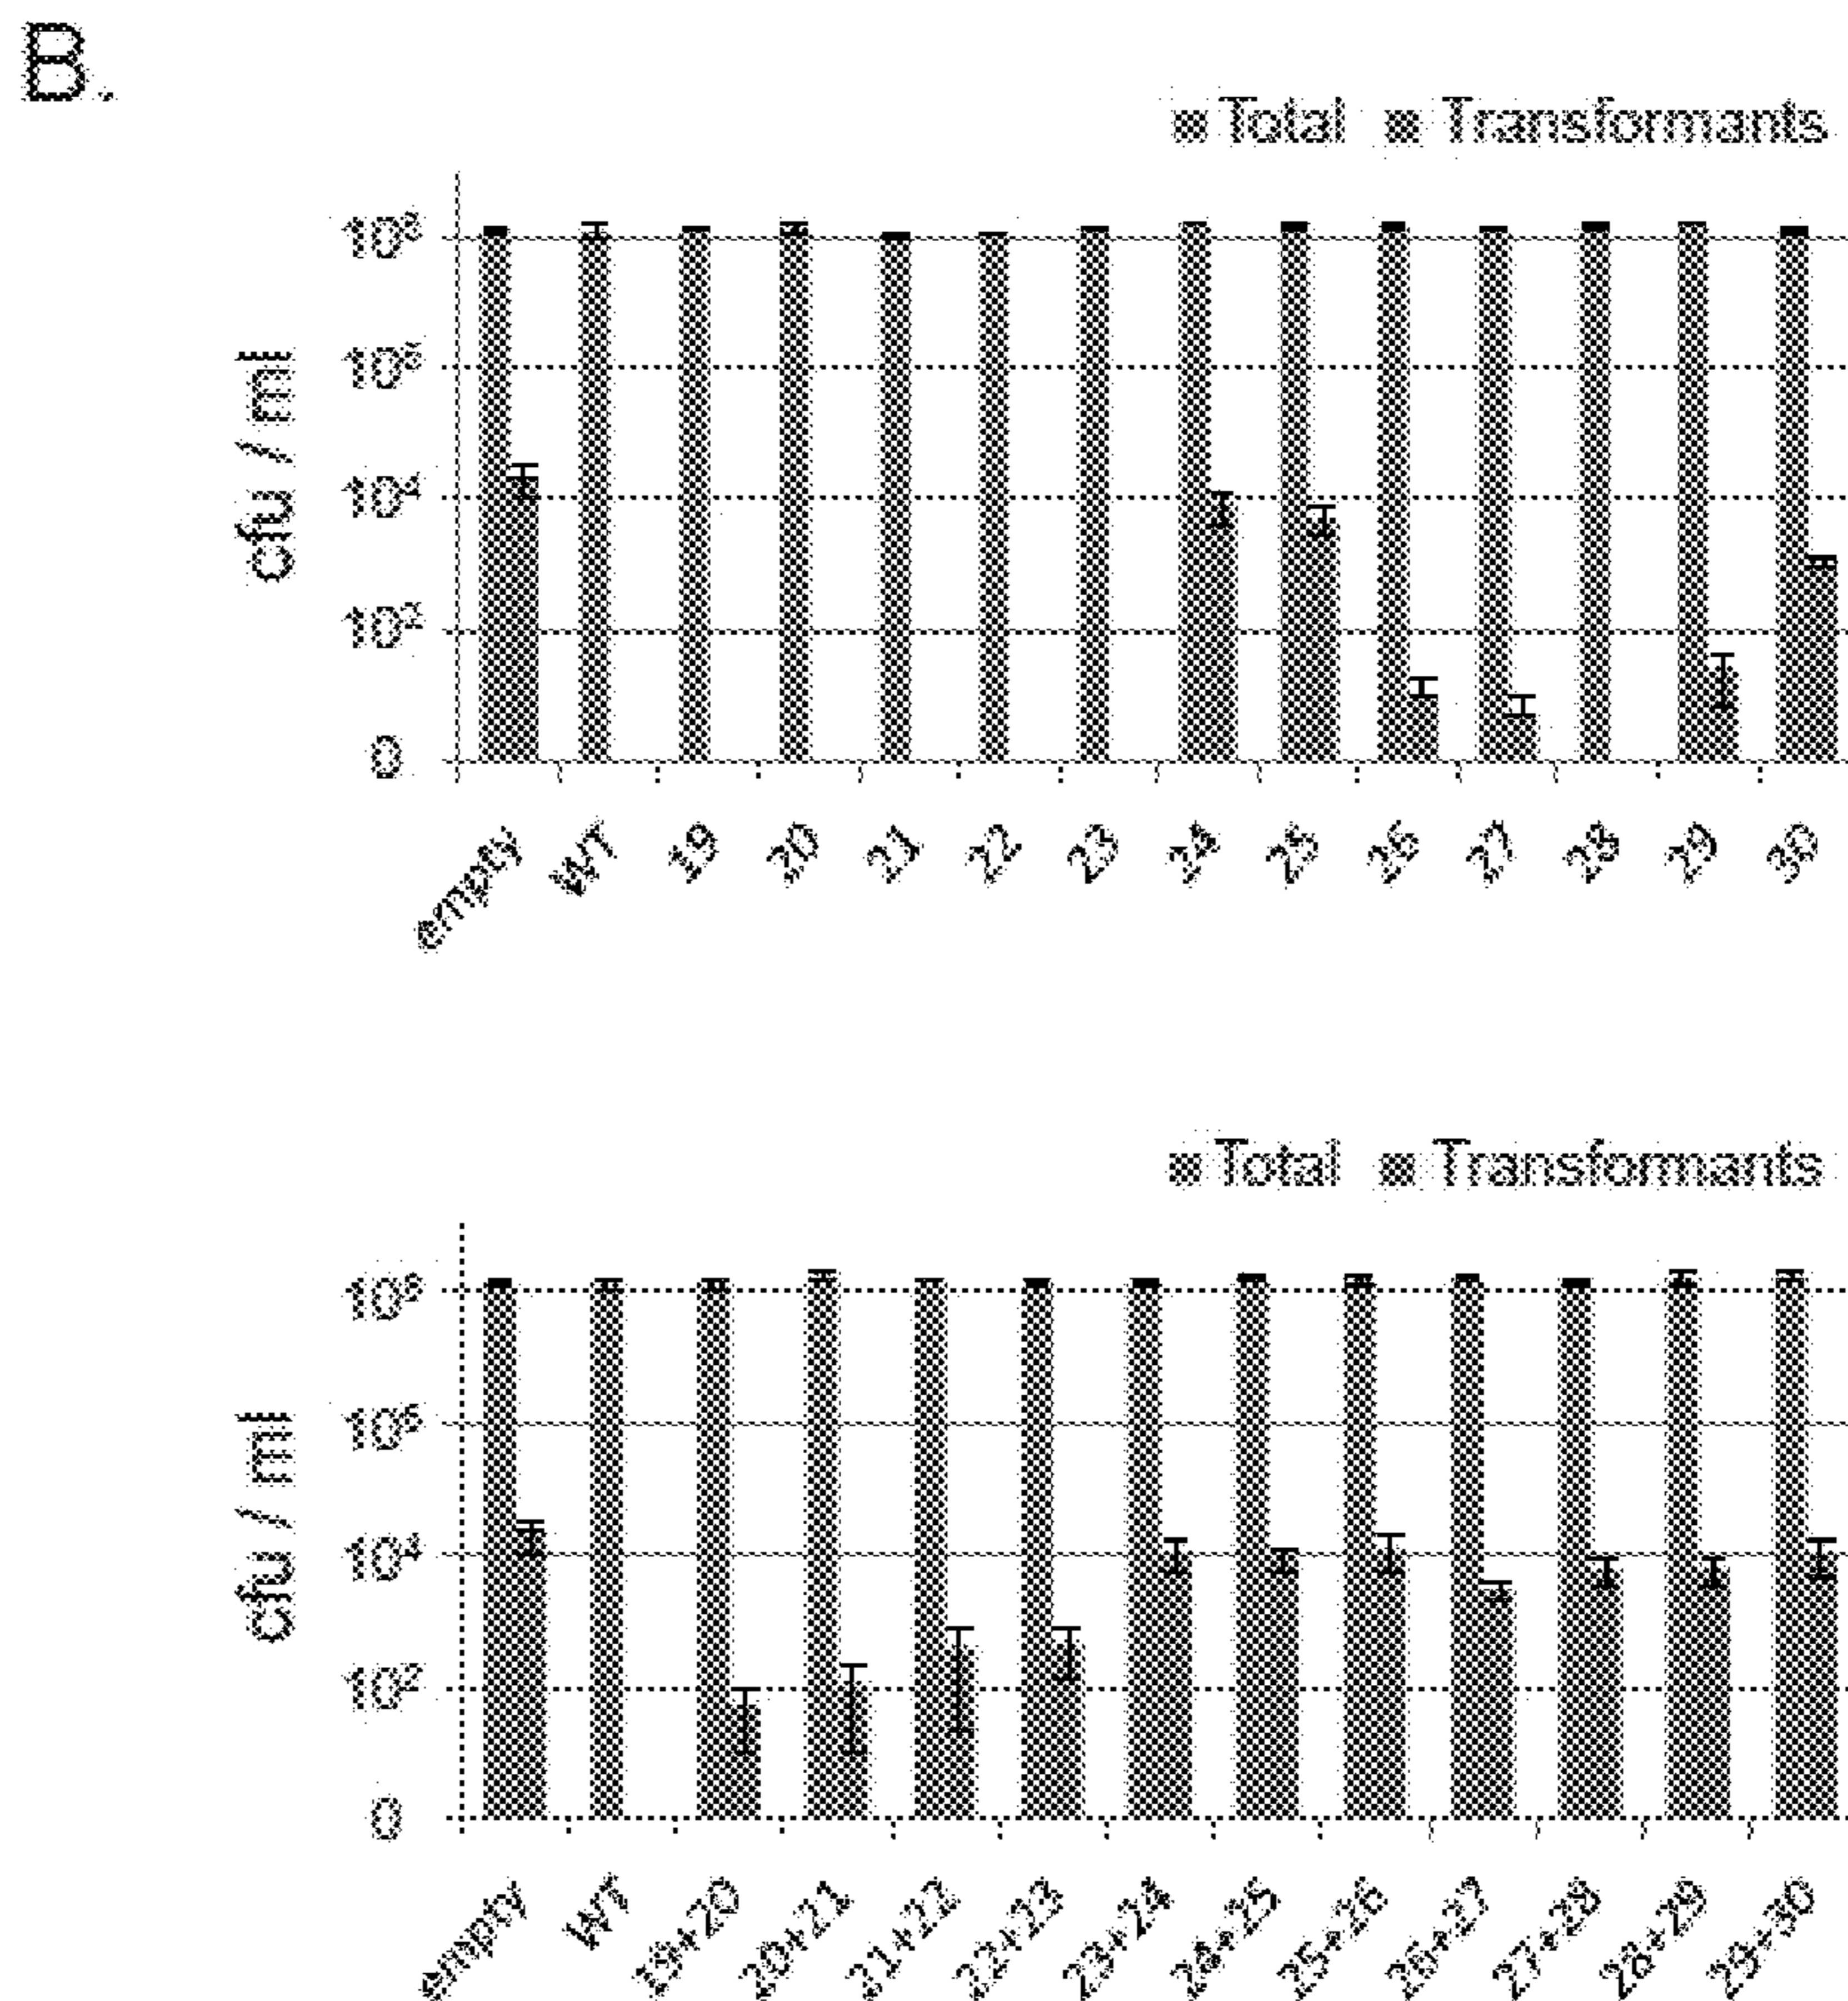 B.
Total Transformants
10⁸
10⁶
10⁴
10²
0
cfu / ml
empty WT 19 20 21 22 23 24 25 26 27 28 29 30
Total Transformants
10⁸
10⁶
10⁴
10²
0
cfu / ml
empty WT 19+20 20+21 21+22 22+23 23+24 24+25 25+26 26+27 27+28 28+29 29+30